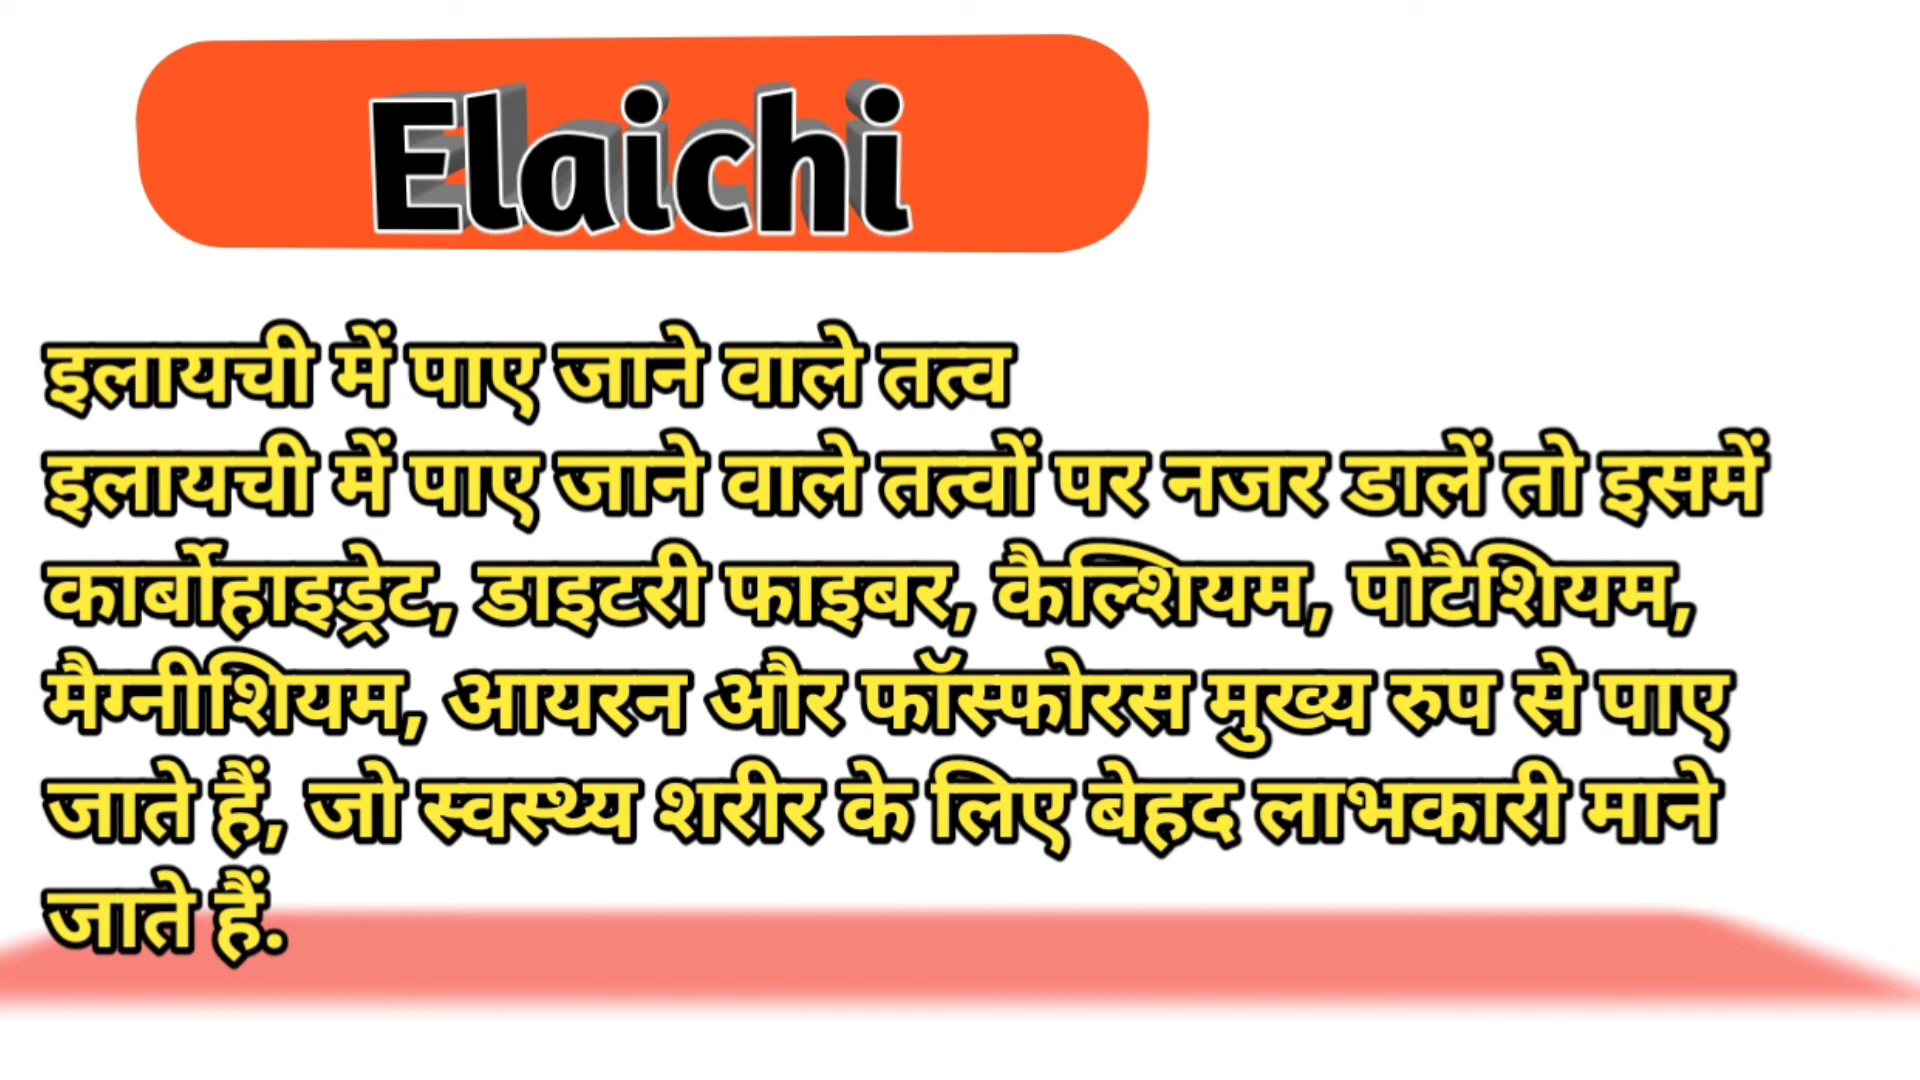 Elaichi
इलायची में पाए जाने वाले तत्व
इलायची में पाए जाने वाले तत्वों पर नजर डालें तो इसमें
कार्बोहाइड्रेट, डाइटरी फाइबर, कैल्शियम, पोटैशियम,
मैग्नीशियम, आयरन और फॉस्फोरस मुख्य रुप से पाए
जाते हैं, जो स्वस्थ्य शरीर के लिए बेहद लाभकारी माने
जाते हैं.